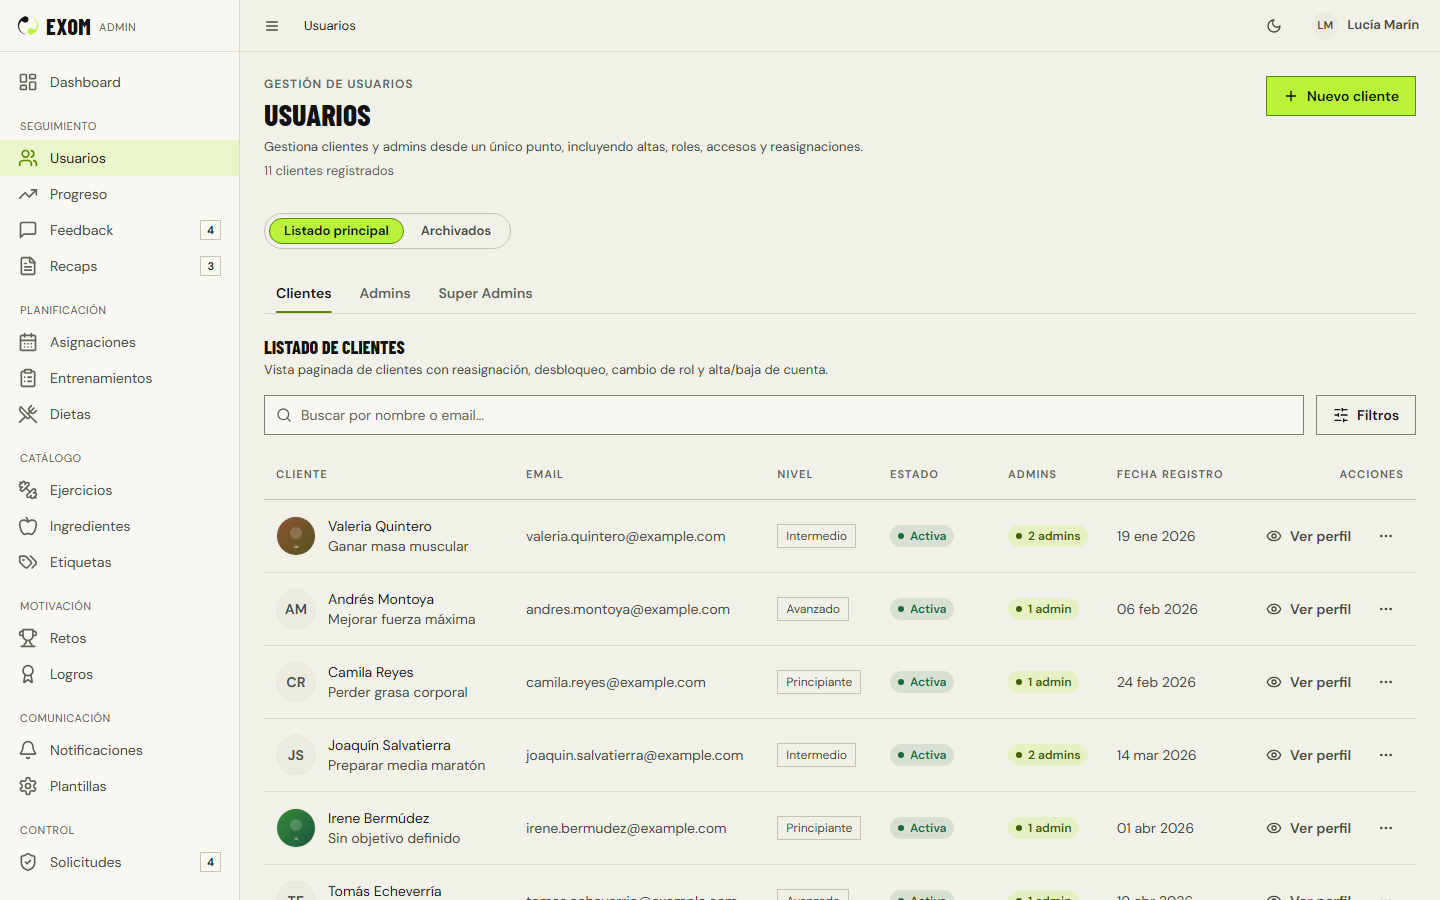 EXOM ADMIN
Usuarios
LM Lucía Marín
Dashboard
SEGUIMIENTO
Usuarios
Progreso
Feedback 4
Recaps 3
PLANIFICACIÓN
Asignaciones
Entrenamientos
Dietas
CATÁLOGO
Ejercicios
Ingredientes
Etiquetas
MOTIVACIÓN
Retos
Logros
COMUNICACIÓN
Notificaciones
Plantillas
CONTROL
Solicitudes 4
GESTIÓN DE USUARIOS
USUARIOS
Gestiona clientes y admins desde un único punto, incluyendo altas, roles, accesos y reasignaciones.
11 clientes registrados
Nuevo cliente
Listado principal Archivados
Clientes Admins Super Admins
LISTADO DE CLIENTES
Vista paginada de clientes con reasignación, desbloqueo, cambio de rol y alta/baja de cuenta.
Buscar por nombre o email...
Filtros
CLIENTE EMAIL NIVEL ESTADO ADMINS FECHA REGISTRO ACCIONES
Valeria Quintero
Ganar masa muscular
valeria.quintero@example.com Intermedio Activa 2 admins 19 ene 2026 Ver perfil
AM
Andrés Montoya
Mejorar fuerza máxima
andres.montoya@example.com Avanzado Activa 1 admin 06 feb 2026 Ver perfil
CR
Camila Reyes
Perder grasa corporal
camila.reyes@example.com Principiante Activa 1 admin 24 feb 2026 Ver perfil
JS
Joaquín Salvatierra
Preparar media maratón
joaquin.salvatierra@example.com Intermedio Activa 2 admins 14 mar 2026 Ver perfil
Irene Bermúdez
Sin objetivo definido
irene.bermudez@example.com Principiante Activa 1 admin 01 abr 2026 Ver perfil
Tomás Echeverría